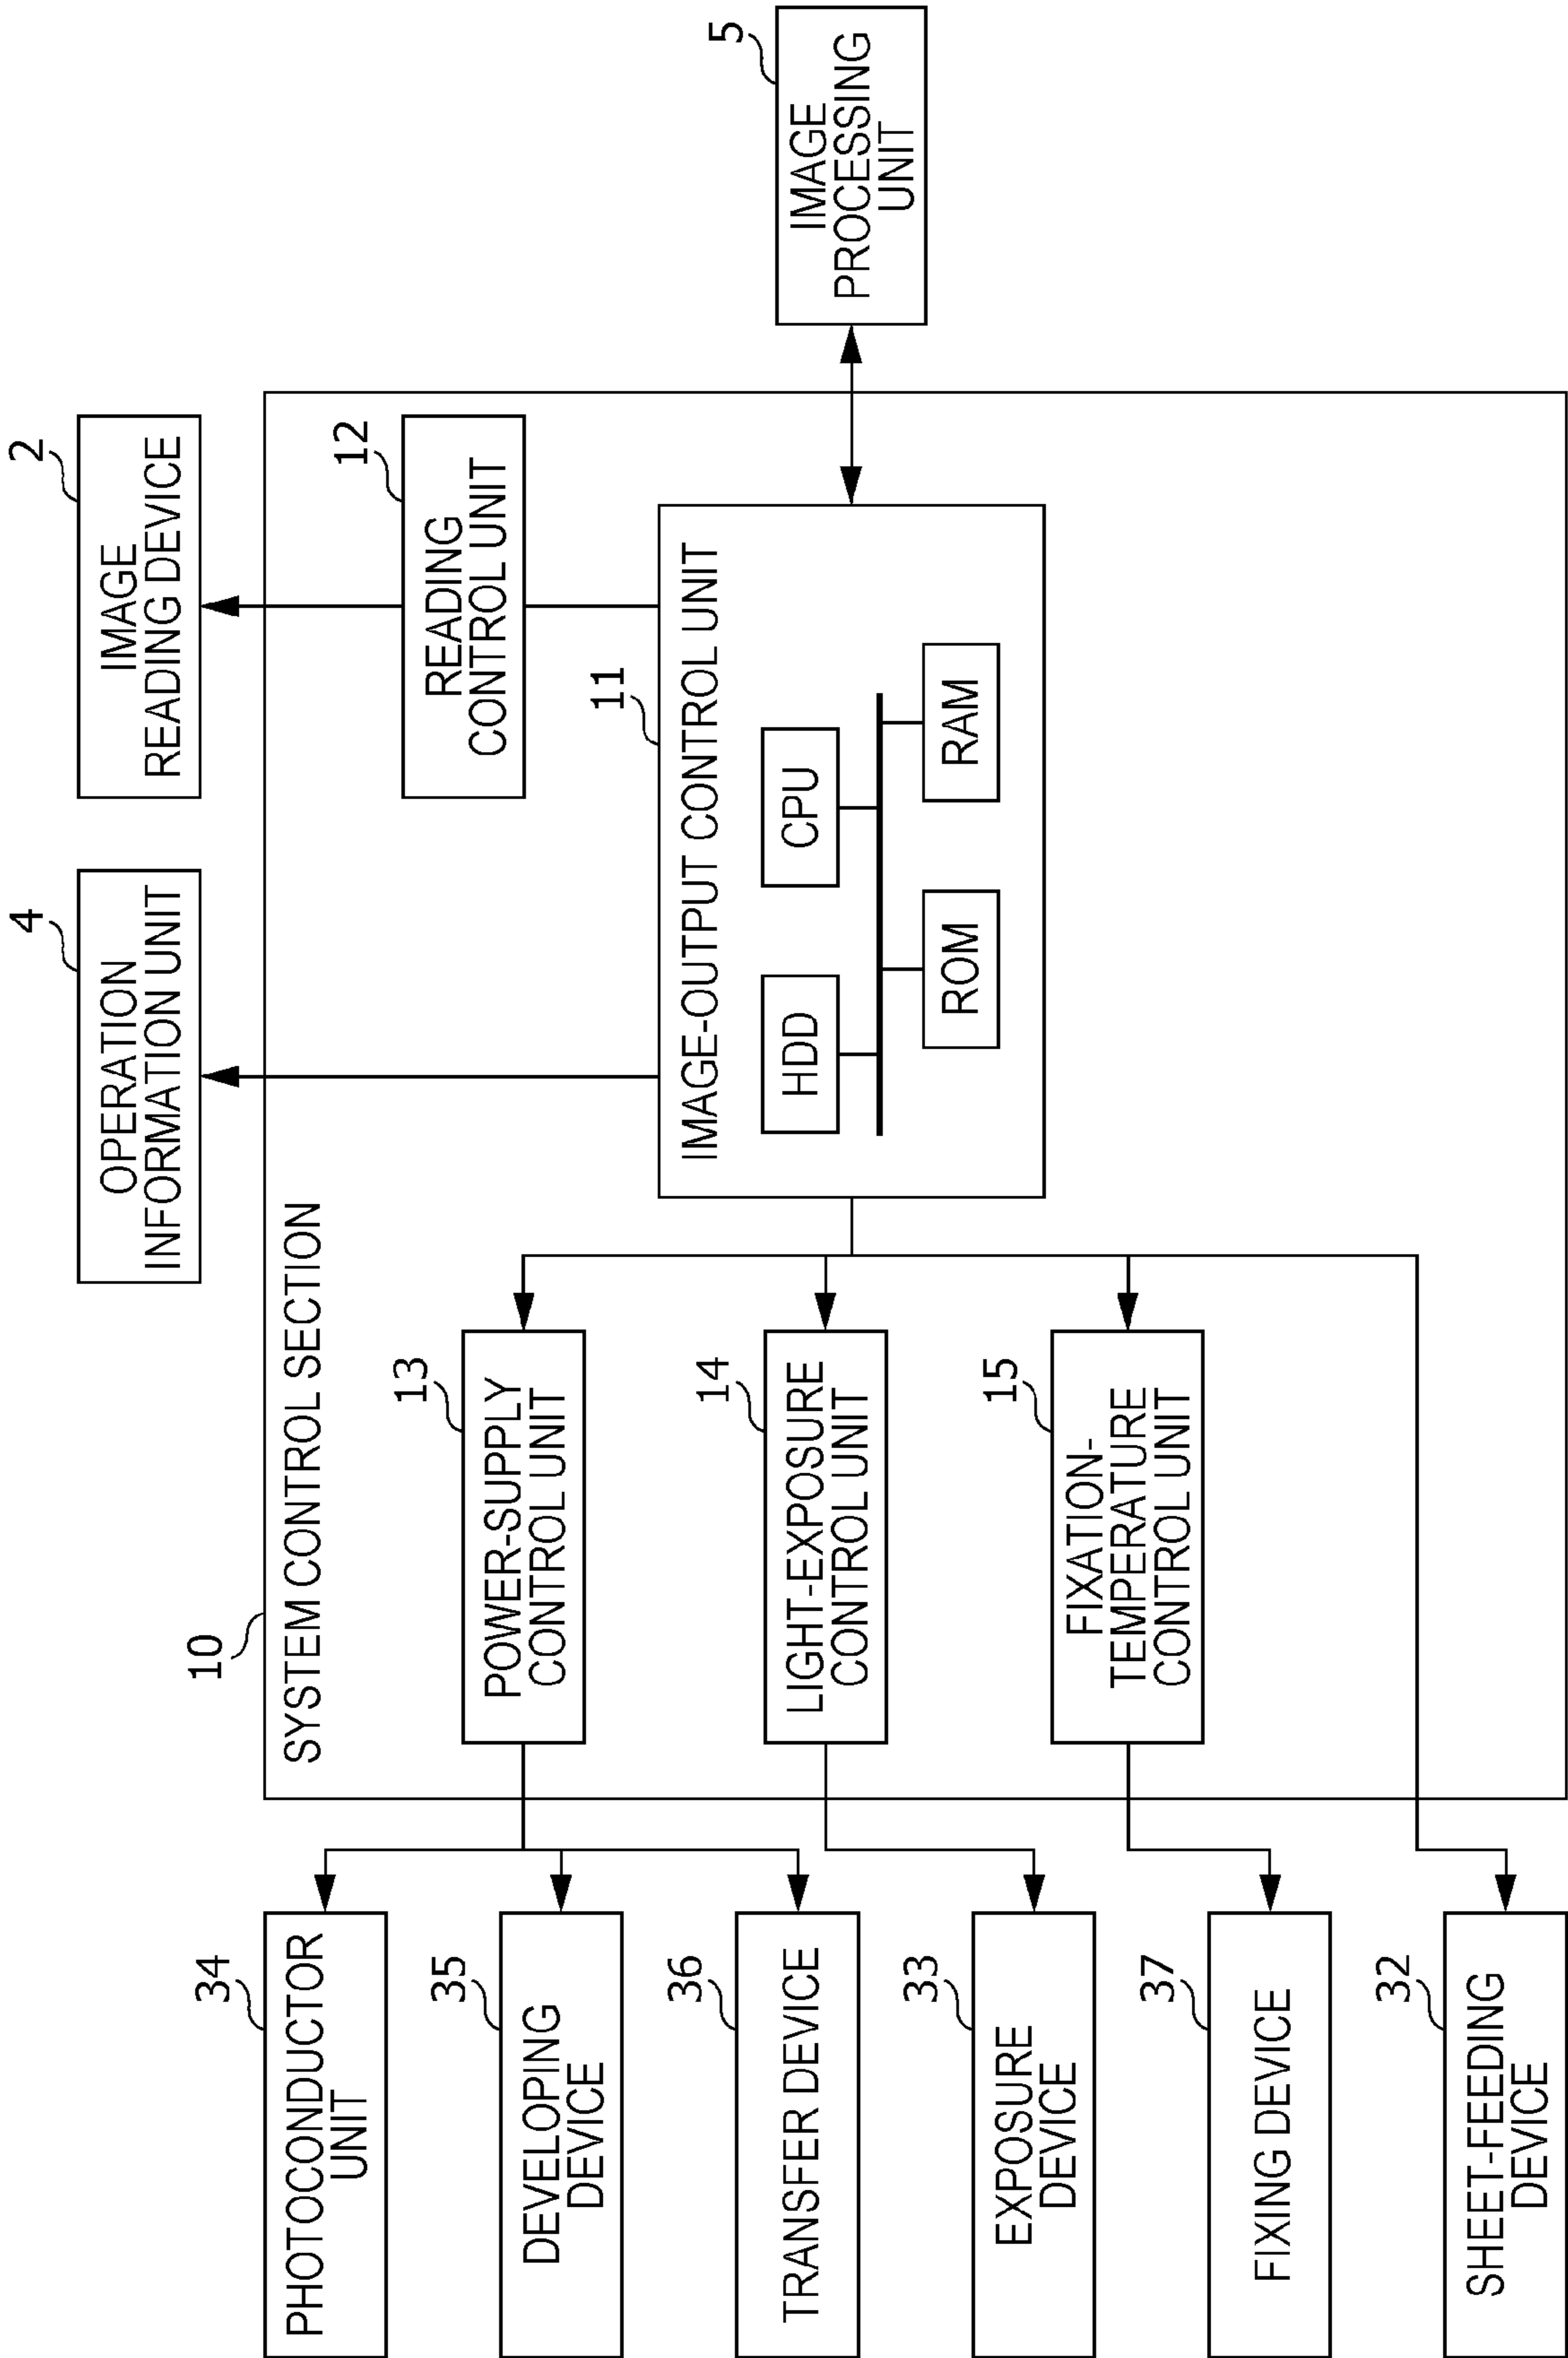 2
IMAGE
READING DEVICE
4
OPERATION
INFORMATION UNIT
5
IMAGE
PROCESSING
UNIT
10
SYSTEM CONTROL SECTION
12
READING
CONTROL UNIT
11
IMAGE-OUTPUT CONTROL UNIT
HDD
CPU
ROM
RAM
13
POWER-SUPPLY
CONTROL UNIT
14
LIGHT-EXPOSURE
CONTROL UNIT
15
FIXATION-
TEMPERATURE
CONTROL UNIT
34
PHOTOCONDUCTOR
UNIT
35
DEVELOPING
DEVICE
36
TRANSFER DEVICE
33
EXPOSURE
DEVICE
37
FIXING DEVICE
32
SHEET-FEEDING
DEVICE